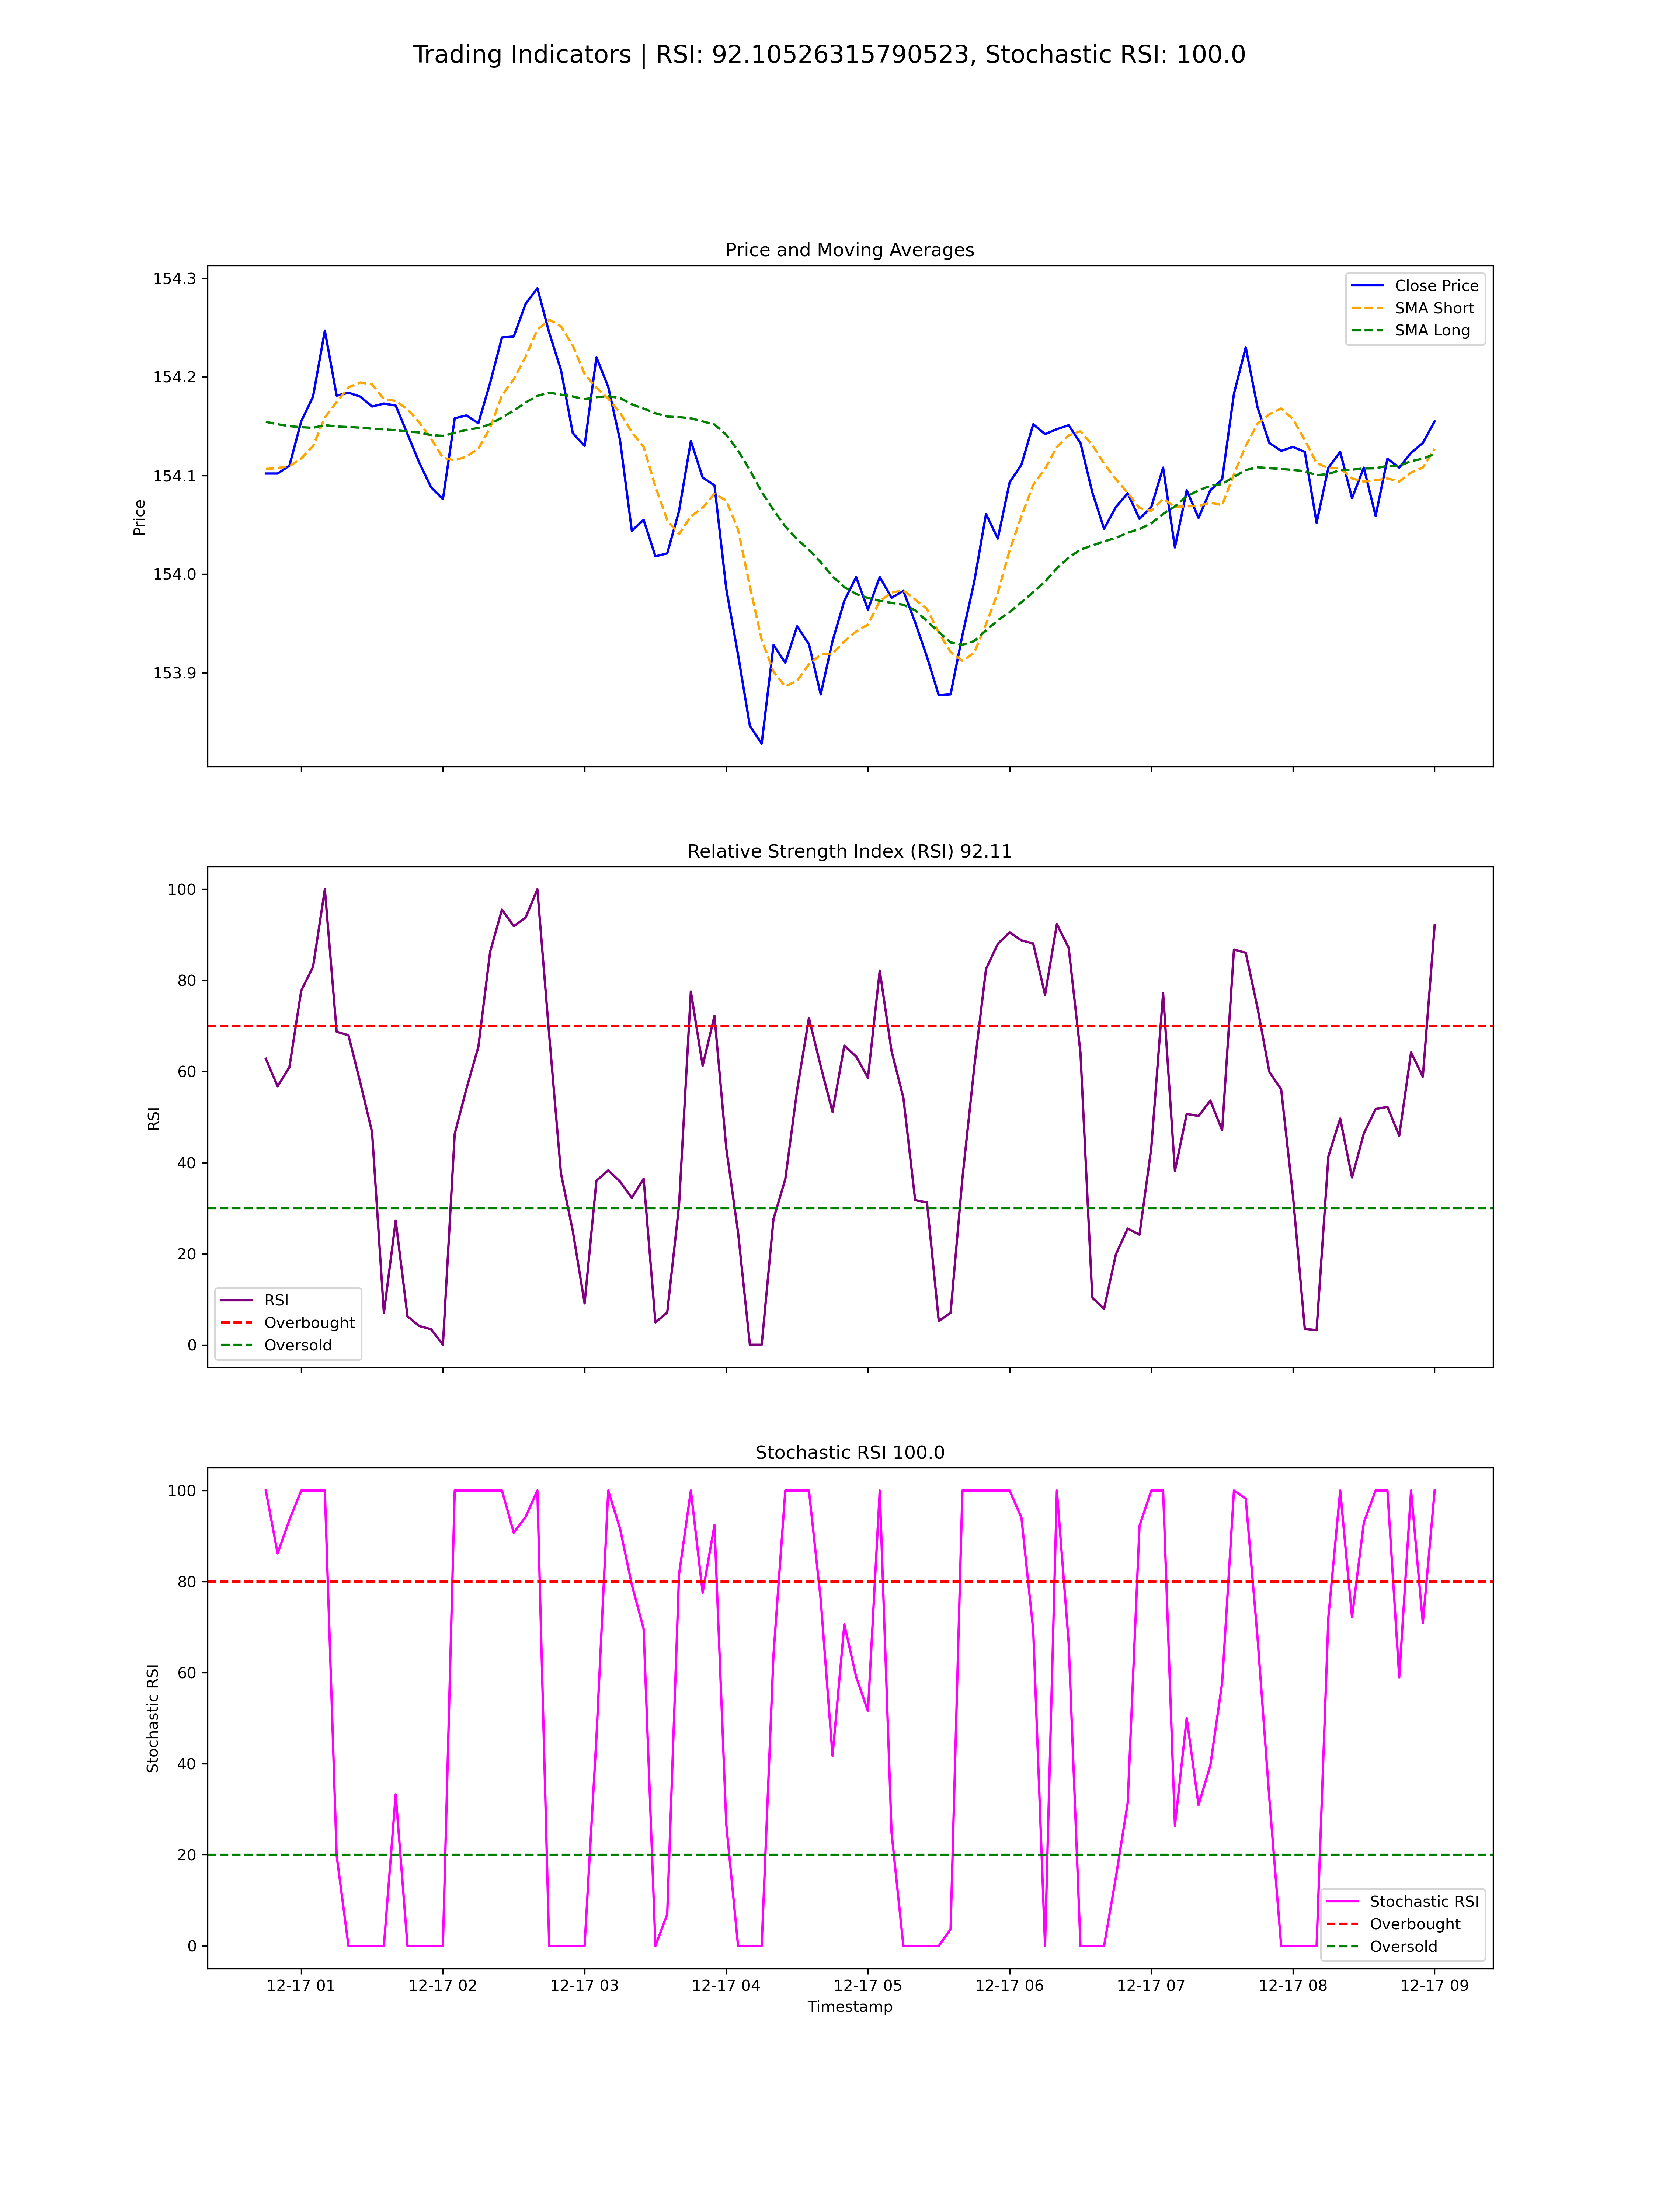 Trading Indicators | RSI: 92.10526315790523, Stochastic RSI: 100.0
Price and Moving Averages
154.3
154.2
154.1
154.0
153.9
Price
Close Price
SMA Short
SMA Long
Relative Strength Index (RSI) 92.11
100
80
60
40
20
0
RSI
RSI
Overbought
Oversold
Stochastic RSI 100.0
100
80
60
40
20
0
Stochastic RSI
Stochastic RSI
Overbought
Oversold
12-17 01 12-17 02 12-17 03 12-17 04 12-17 05 12-17 06 12-17 07 12-17 08 12-17 09
Timestamp